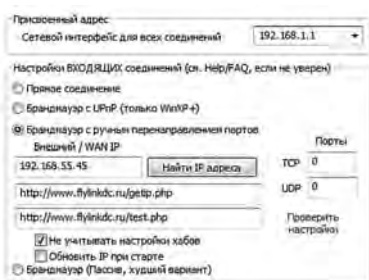 Присвоенный адрес
Сетевой интерфейс для всех соединений 192.168.1.1
Настройки ВХОДЯЩИХ соединений (сн. Help/FAQ, если не уверен)
Прямое соединение
Брандмауэр с UPnP (только WinXP+)
Брандмауэр с ручным перенаправлением портов
Внешний / WAN IP Порты
192.168.55.45 Найти IP адреса TCP 0
http://www.flylinkdc.ru/getip.php UDP 0
http://www.flylinkdc.ru/test.php Проверить настройки
Не учитывать настройки хабов
Обновить IP при старте
Брандмауэр (Пассив, худший вариант)